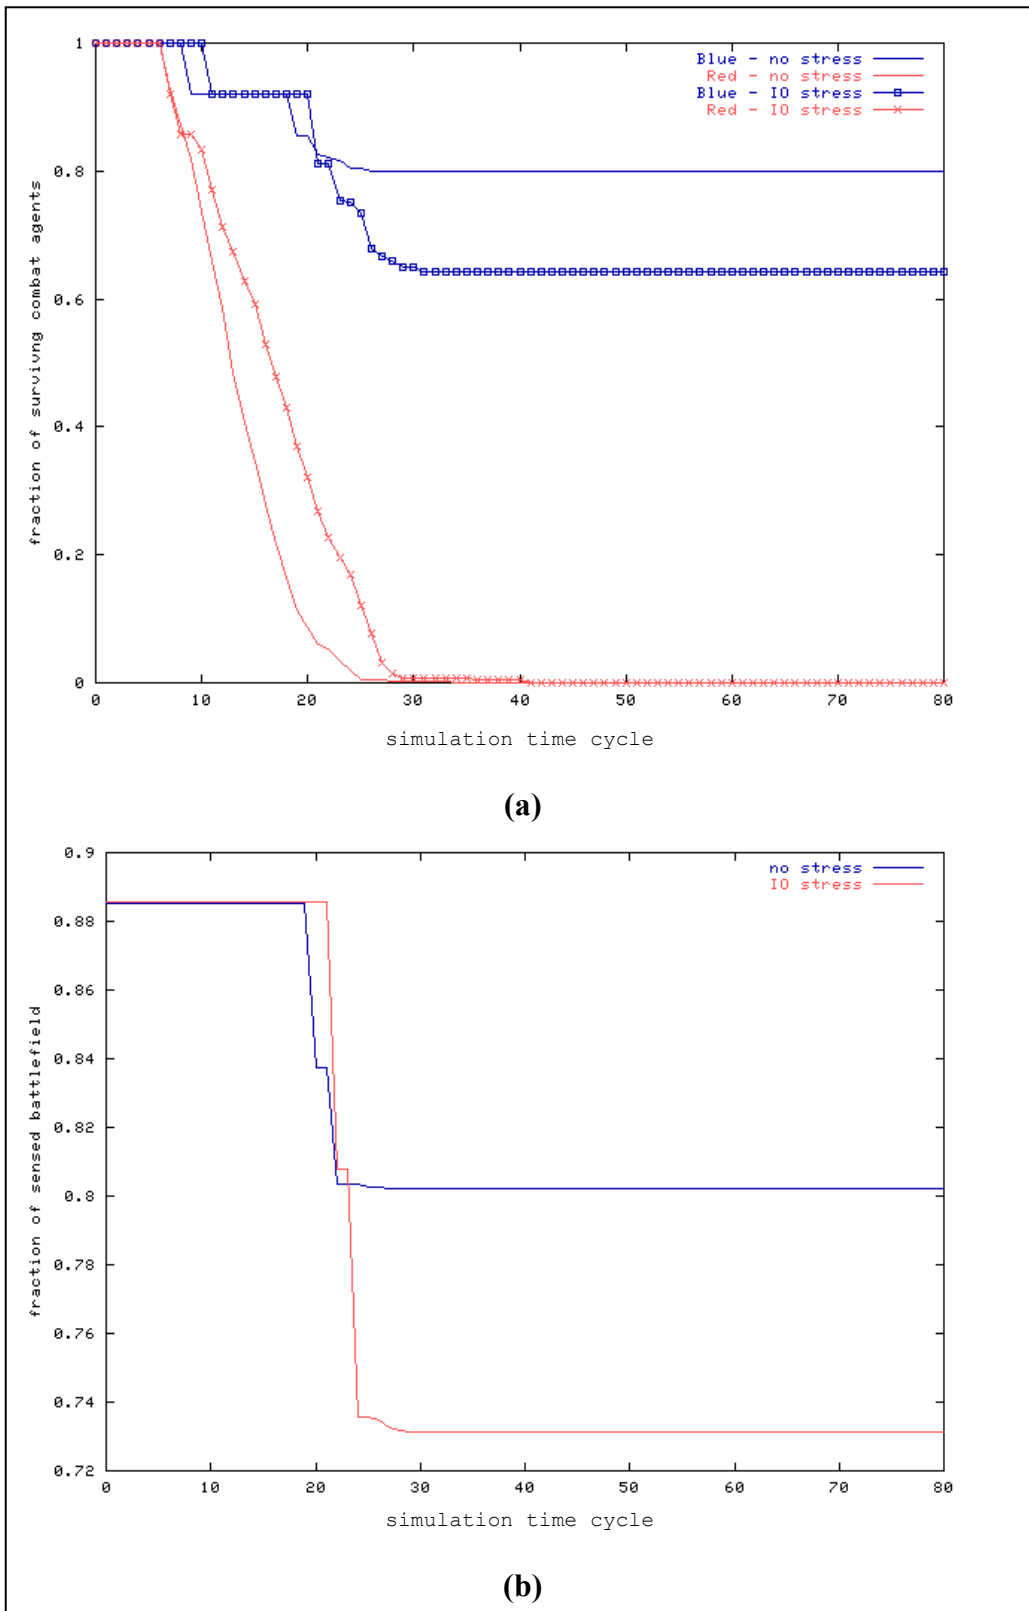 1
0.8
0.6
0.4
0.2
0
fraction of survivng combat agents
Blue - no stress
Red - no stress
Blue - IO stress
Red - IO stress
0 10 20 30 40 50 60 70 80
simulation time cycle
(a)
0.9
0.88
0.86
0.84
0.82
0.8
0.78
0.76
0.74
0.72
fraction of sensed battlefield
no stress
IO stress
0 10 20 30 40 50 60 70 80
simulation time cycle
(b)